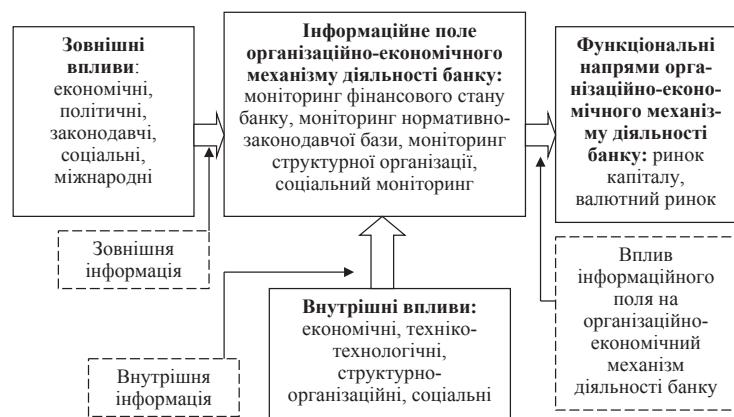 Зовнішні
впливи:
економічні,
політичні,
законодавчі,
соціальні,
міжнародні
Інформаційне поле
організаційно-економічного
механізму діяльності банку:
моніторинг фінансового стану
банку, моніторинг нормативно-
законодавчої бази, моніторинг
структурної організації,
соціальний моніторинг
Функціональні
напрями орга-
нізаційно-еконо-
мічного механіз-
му діяльності
банку: ринок
капіталу,
валютний ринок
Зовнішня
інформація
Внутрішні впливи:
економічні, техніко-
технологічні,
структурно-
організаційні, соціальні
Внутрішня
інформація
Вплив
інформаційного
поля на
організаційно-
економічний
механізм
діяльності банку